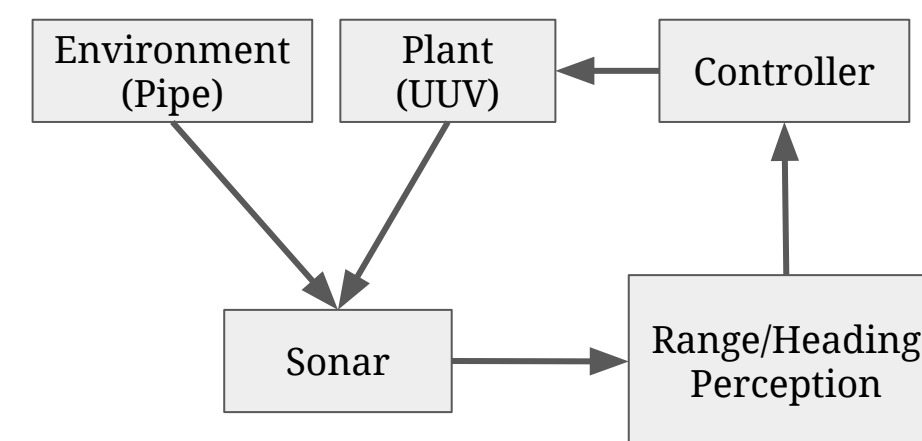 Environment
(Pipe)
Plant
(UUV)
Controller
Sonar
Range/Heading
Perception